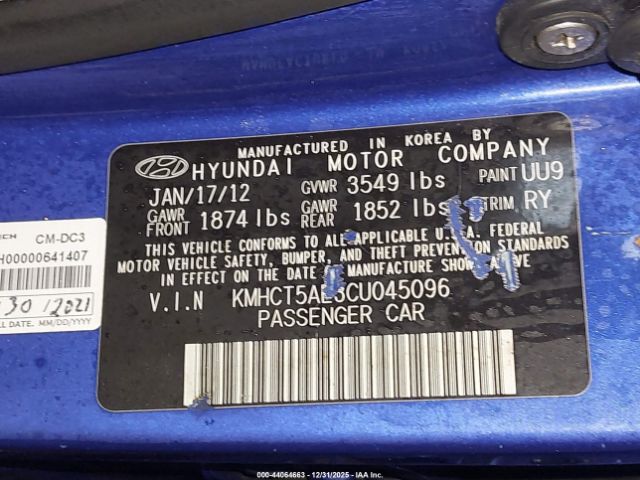 MANUFACTURED IN KOREA BY
HYUNDAI MOTOR COMPANY
JAN/17/12 GVWR 3549 lbs PAINT UU9
GAWR FRONT 1874 lbs GAWR REAR 1852 lbs TRIM RY
THIS VEHICLE CONFORMS TO ALL APPLICABLE U.S.A. FEDERAL
MOTOR VEHICLE SAFETY, BUMPER, AND THEFT PREVENTION STANDARDS
IN EFFECT ON THE DATE OF MANUFACTURE SHOWN ABOVE
V.I.N KMHCT5AE3CU045096
PASSENGER CAR
CM-DC3
H00000641407
30 12021
DATE. MM/DD/YYYY
000-44064663 - 12/31/2025 - IAA Inc.